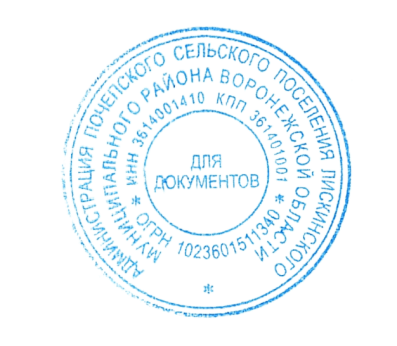 АДМИНИСТРАЦИЯ ПОЧЕПСКОГО СЕЛЬСКОГО ПОСЕЛЕНИЯ ЛИСКИНСКОГО
МУНИЦИПАЛЬНОГО РАЙОНА ВОРОНЕЖСКОЙ ОБЛАСТИ
ИНН 3614001410 КПП 361401001
* ОГРН 1023601511340 *
ДЛЯ
ДОКУМЕНТОВ
*